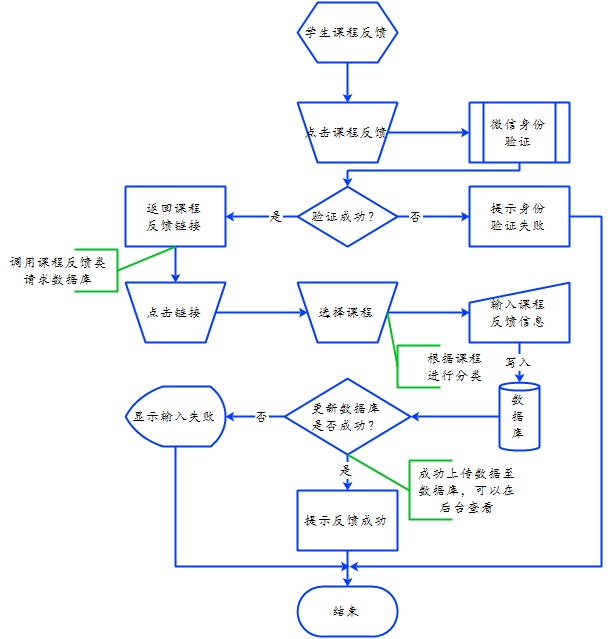 学生课程反馈
点击课程反馈
微信身份
验证
返回课程
反馈链接
是
验证成功？
否
提示身份
验证失败
调用课程反馈类
请求数据库
点击链接
选择课程
输入课程
反馈信息
根据课程
进行分类
写入
数
据
库
显示输入失败
否
更新数据库
是否成功？
是
成功上传数据至
数据库，可以在
后台查看
提示反馈成功
结束